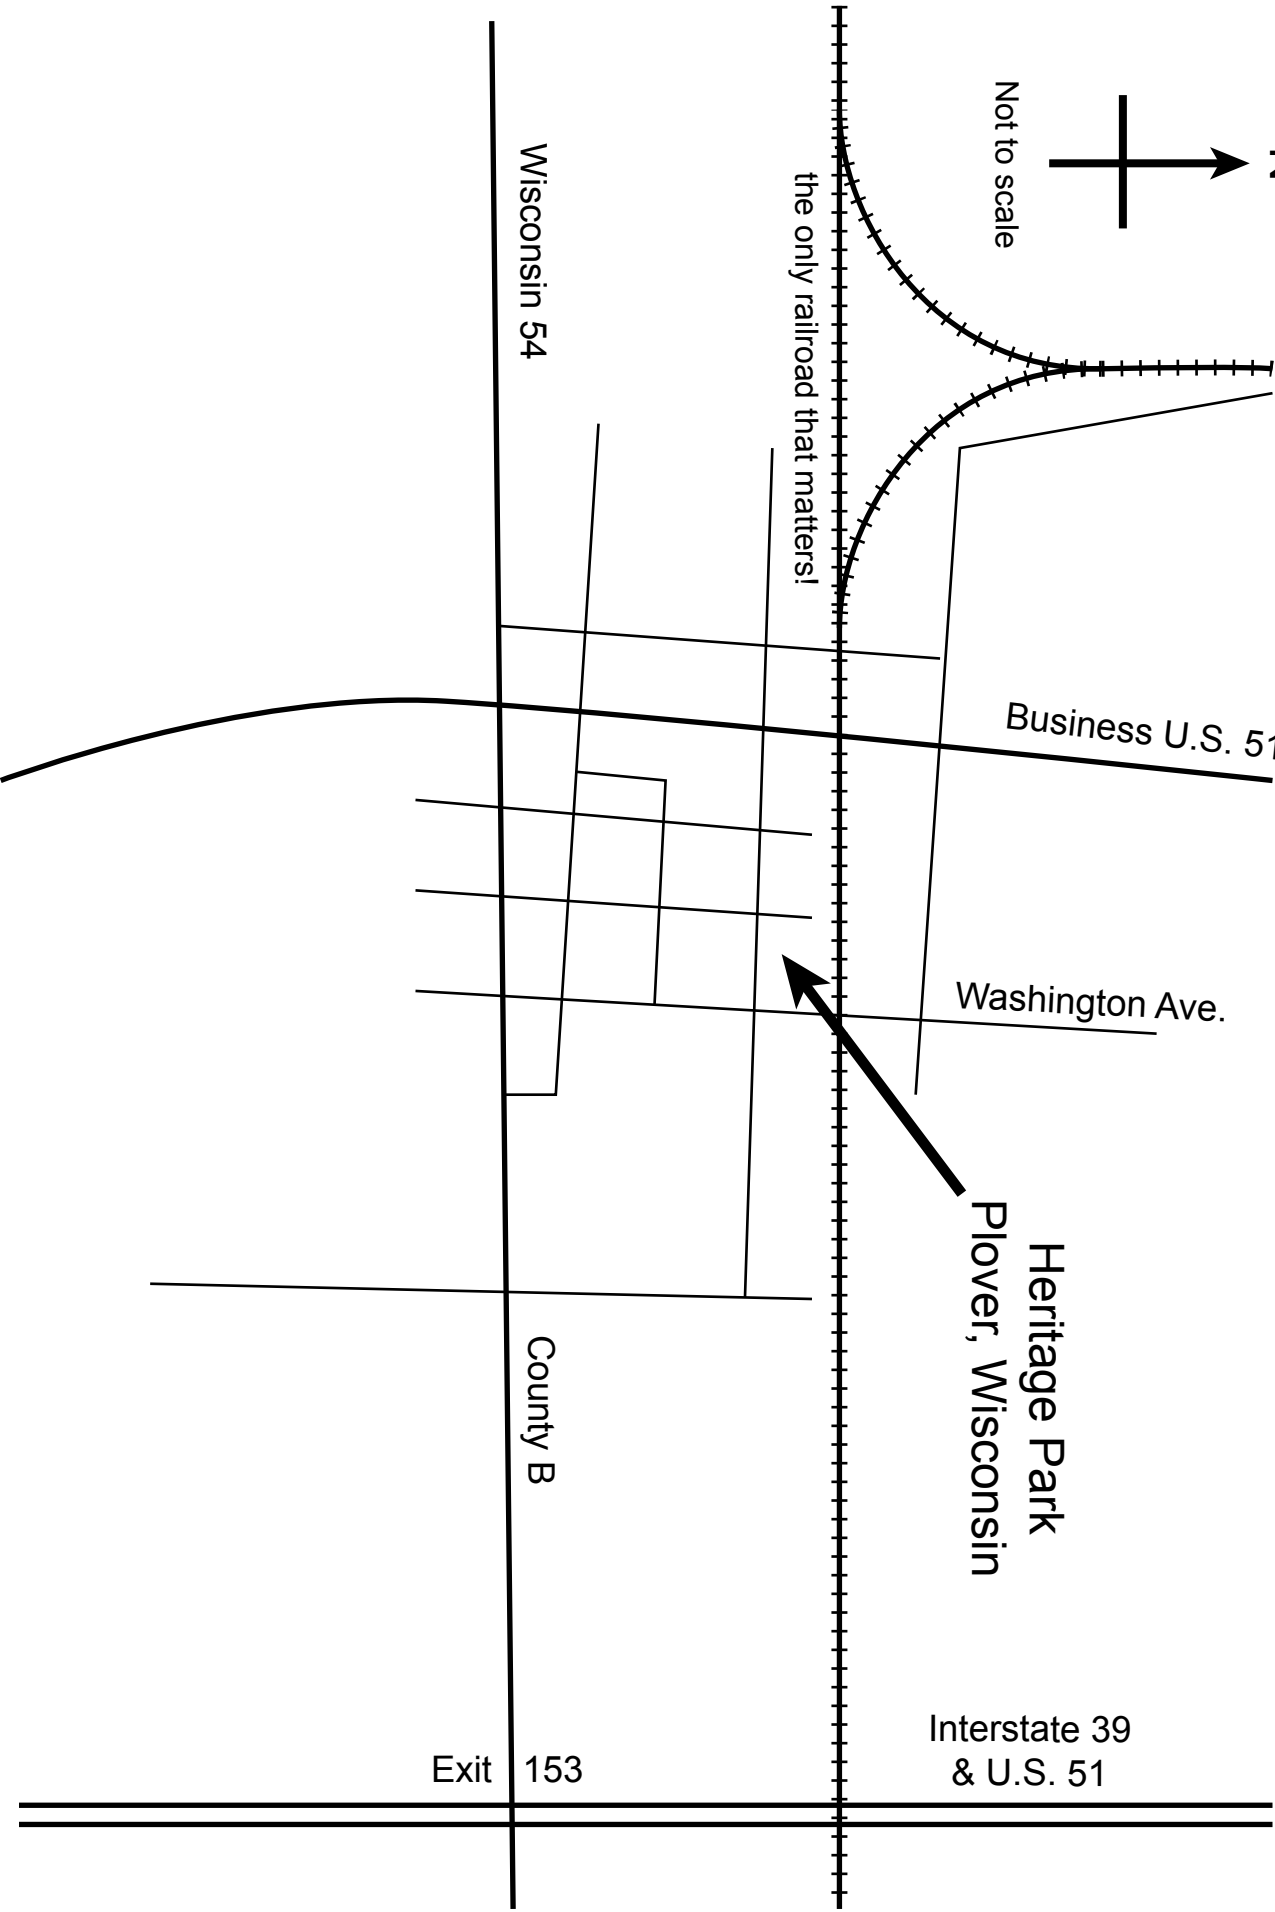 Not to scale
the only railroad that matters!
Wisconsin 54
Business U.S. 51
Washington Ave.
Heritage Park
Plover, Wisconsin
County B
Interstate 39
& U.S. 51
Exit 153